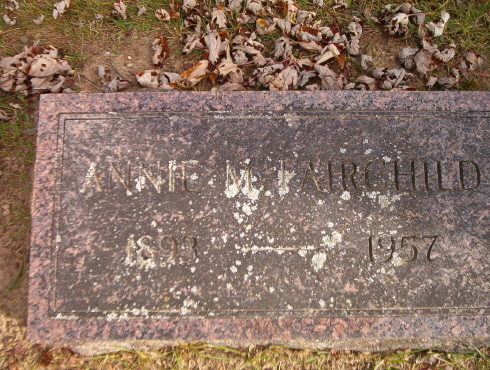 ANNIE M. FAIRCHILD
1893 — 1957